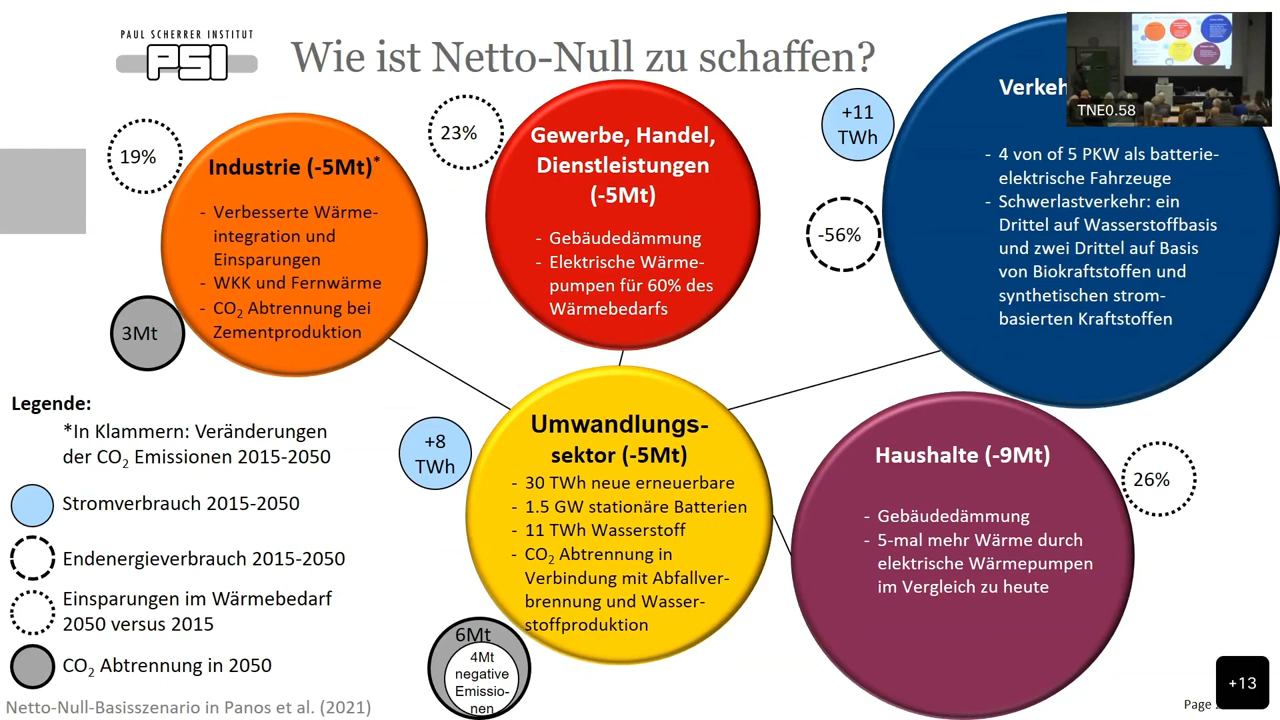 PAUL SCHERRER INSTITUT
PSI
Wie ist Netto-Null zu schaffen?
19%
Industrie (-5Mt)*
- Verbesserte Wärme-
integration und
Einsparungen
- WKK und Fernwärme
- CO₂ Abtrennung bei
Zementproduktion
3Mt
23%
Gewerbe, Handel,
Dienstleistungen
(-5Mt)
- Gebäudedämmung
- Elektrische Wärme-
pumpen für 60% des
Wärmebedarfs
+11
TWh
-56%
TNE0.58
- 4 von of 5 PKW als batterie-
elektrische Fahrzeuge
- Schwerlastverkehr: ein
Drittel auf Wasserstoffbasis
und zwei Drittel auf Basis
von Biokraftstoffen und
synthetischen strom-
basierten Kraftstoffen
Legende:
*In Klammern: Veränderungen
der CO₂ Emissionen 2015-2050
Stromverbrauch 2015-2050
Endenergieverbrauch 2015-2050
Einsparungen im Wärmebedarf
2050 versus 2015
CO₂ Abtrennung in 2050
+8
TWh
Umwandlungs-
sektor (-5Mt)
- 30 TWh neue erneuerbare
- 1.5 GW stationäre Batterien
- 11 TWh Wasserstoff
- CO₂ Abtrennung in
Verbindung mit Abfallver-
brennung und Wasser-
stoffproduktion
6Mt
4Mt
negative
Emissio-
nen
Haushalte (-9Mt)
- Gebäudedämmung
- 5-mal mehr Wärme durch
elektrische Wärmepumpen
im Vergleich zu heute
26%
Netto-Null-Basisszenario in Panos et al. (2021)
Page
+13